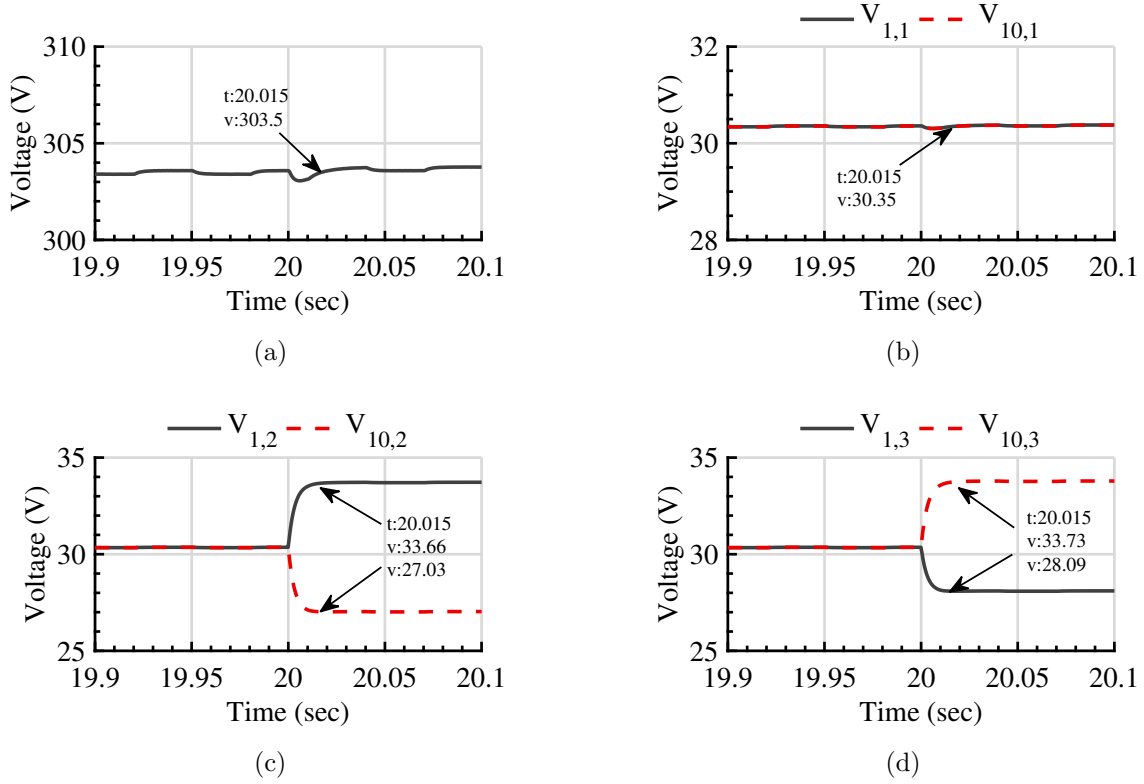 310
305
300
Voltage (V)
t:20.015
v:303.5
19.9 19.95 20 20.05 20.1
Time (sec)
(a)
V1,1 V10,1
32
30
28
Voltage (V)
t:20.015
v:30.35
19.9 19.95 20 20.05 20.1
Time (sec)
(b)
V1,2 V10,2
35
30
25
Voltage (V)
t:20.015
v:33.66
v:27.03
19.9 19.95 20 20.05 20.1
Time (sec)
(c)
V1,3 V10,3
35
30
25
Voltage (V)
t:20.015
v:33.73
v:28.09
19.9 19.95 20 20.05 20.1
Time (sec)
(d)